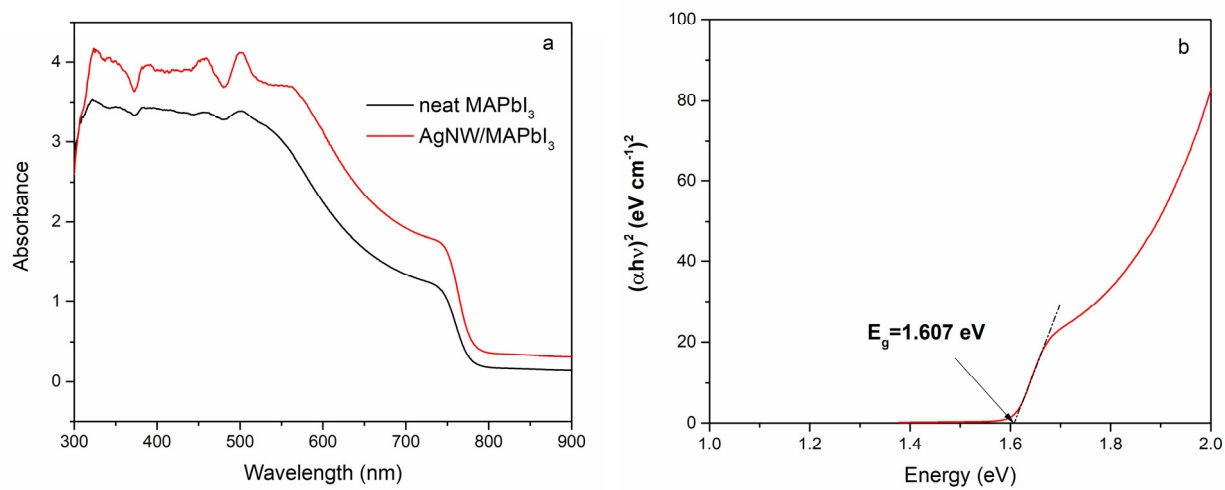 a
neat MAPbI₃
AgNW/MAPbI₃
Absorbance
4
3
2
1
0
300 400 500 600 700 800 900
Wavelength (nm)
b
(αhν)² (eV cm⁻¹)²
100
80
60
40
20
0
E_g=1.607 eV
1.0 1.2 1.4 1.6 1.8 2.0
Energy (eV)